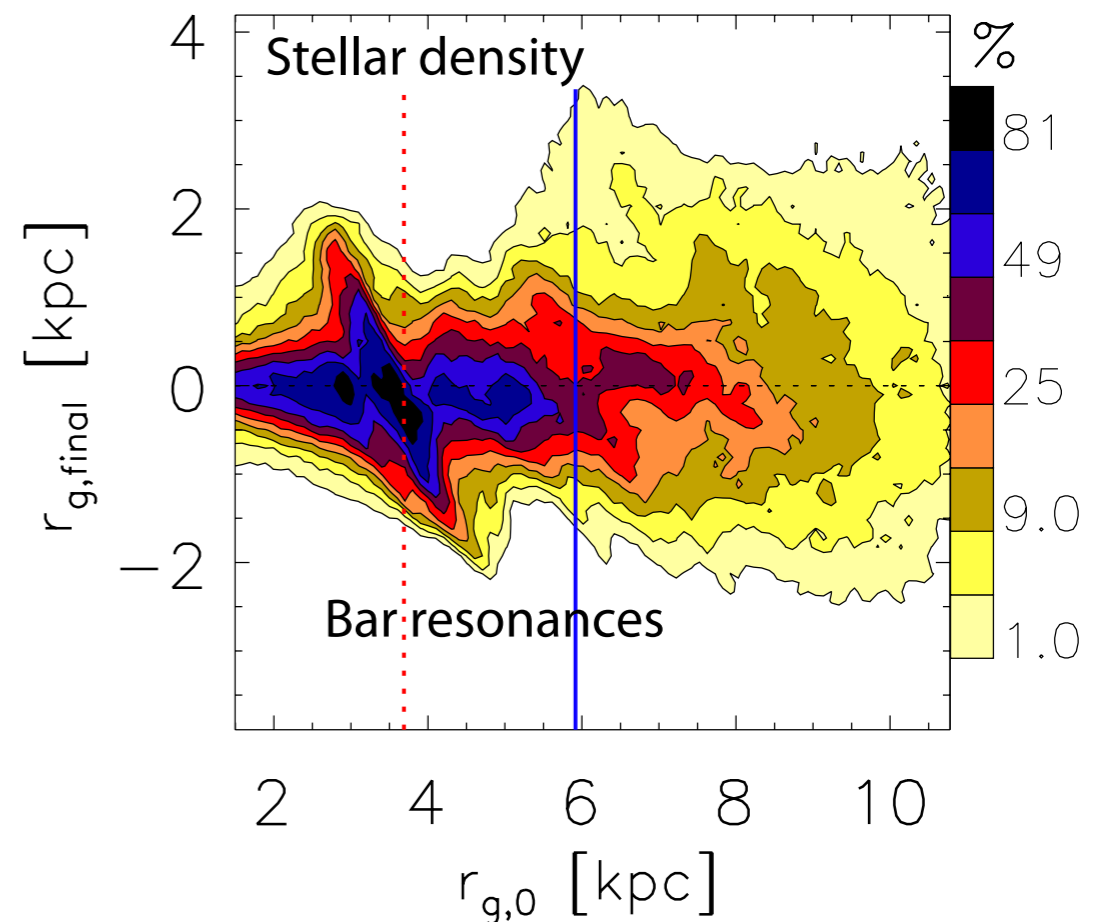 %
Stellar density
Bar resonances
4
2
0
−2
r_g,final [kpc]
2 4 6 8 10
r_g,0 [kpc]
81
49
25
9.0
1.0